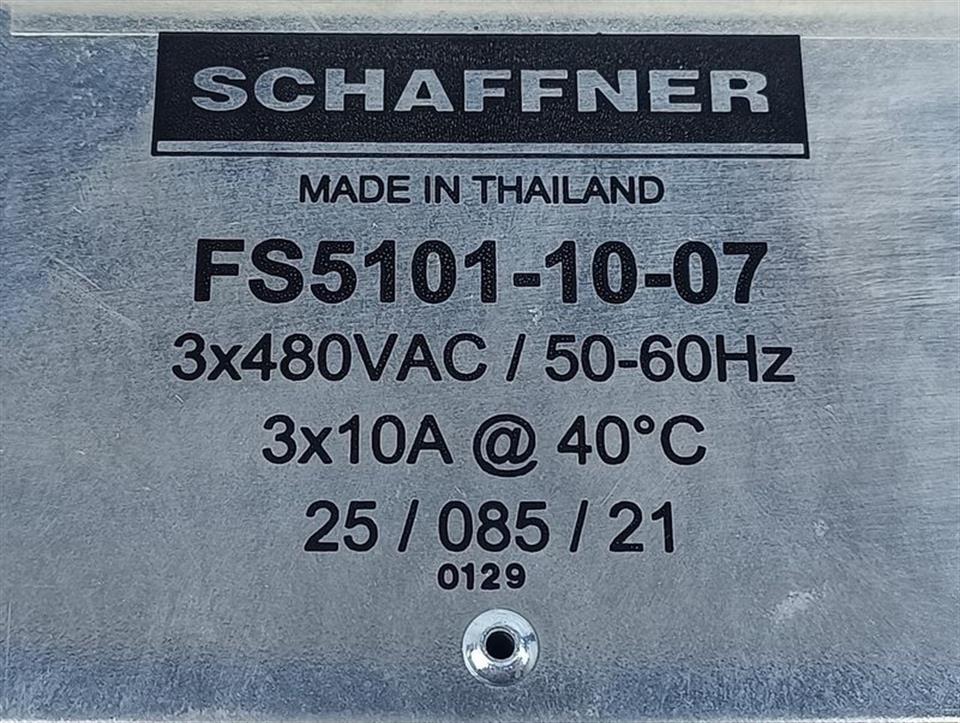 SCHAFFNER
MADE IN THAILAND
FS5101-10-07
3x480VAC / 50-60Hz
3x10A @ 40°C
25 / 085 / 21
0129